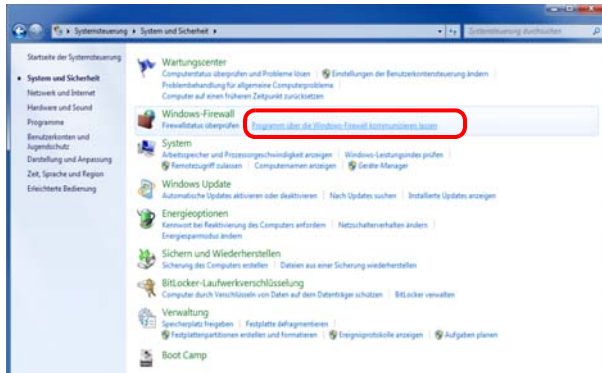 Systemsteuerung ▸ System und Sicherheit ▸
Systemsteuerung durchsuchen
Startseite der Systemsteuerung
System und Sicherheit
Netzwerk und Internet
Hardware und Sound
Programme
Benutzerkonten und
Jugendschutz
Darstellung und Anpassung
Zeit, Sprache und Region
Erleichterte Bedienung
Wartungscenter
Computerstatus überprüfen und Probleme lösen | Einstellungen der Benutzerkontensteuerung ändern
Problembehandlung für allgemeine Computerprobleme
Computer auf einen früheren Zeitpunkt zurücksetzen
Windows-Firewall
Firewallstatus überprüfen | Programm über die Windows-Firewall kommunizieren lassen
System
Arbeitsspeicher und Prozessorgeschwindigkeit anzeigen | Windows-Leistungsindex prüfen
Remotezugriff zulassen | Computernamen anzeigen | Geräte-Manager
Windows Update
Automatische Updates aktivieren oder deaktivieren | Nach Updates suchen | Installierte Updates anzeigen
Energieoptionen
Kennwort bei Reaktivierung des Computers anfordern | Netzschalterverhalten ändern
Energiesparmodus ändern
Sichern und Wiederherstellen
Sicherung des Computers erstellen | Dateien aus einer Sicherung wiederherstellen
BitLocker-Laufwerkverschlüsselung
Computer durch Verschlüsseln von Daten auf dem Datenträger schützen | BitLocker verwalten
Verwaltung
Speicherplatz freigeben | Festplatte defragmentieren
Festplattenpartitionen erstellen und formatieren | Ereignisprotokolle anzeigen | Aufgaben planen
Boot Camp